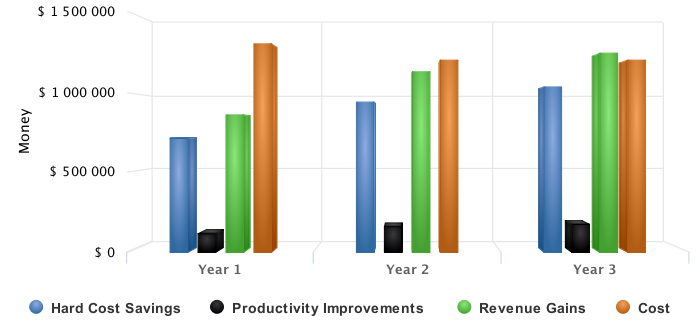 $ 1 500 000
$ 1 000 000
$ 500 000
$ 0
Money
Year 1 Year 2 Year 3
Hard Cost Savings Productivity Improvements Revenue Gains Cost